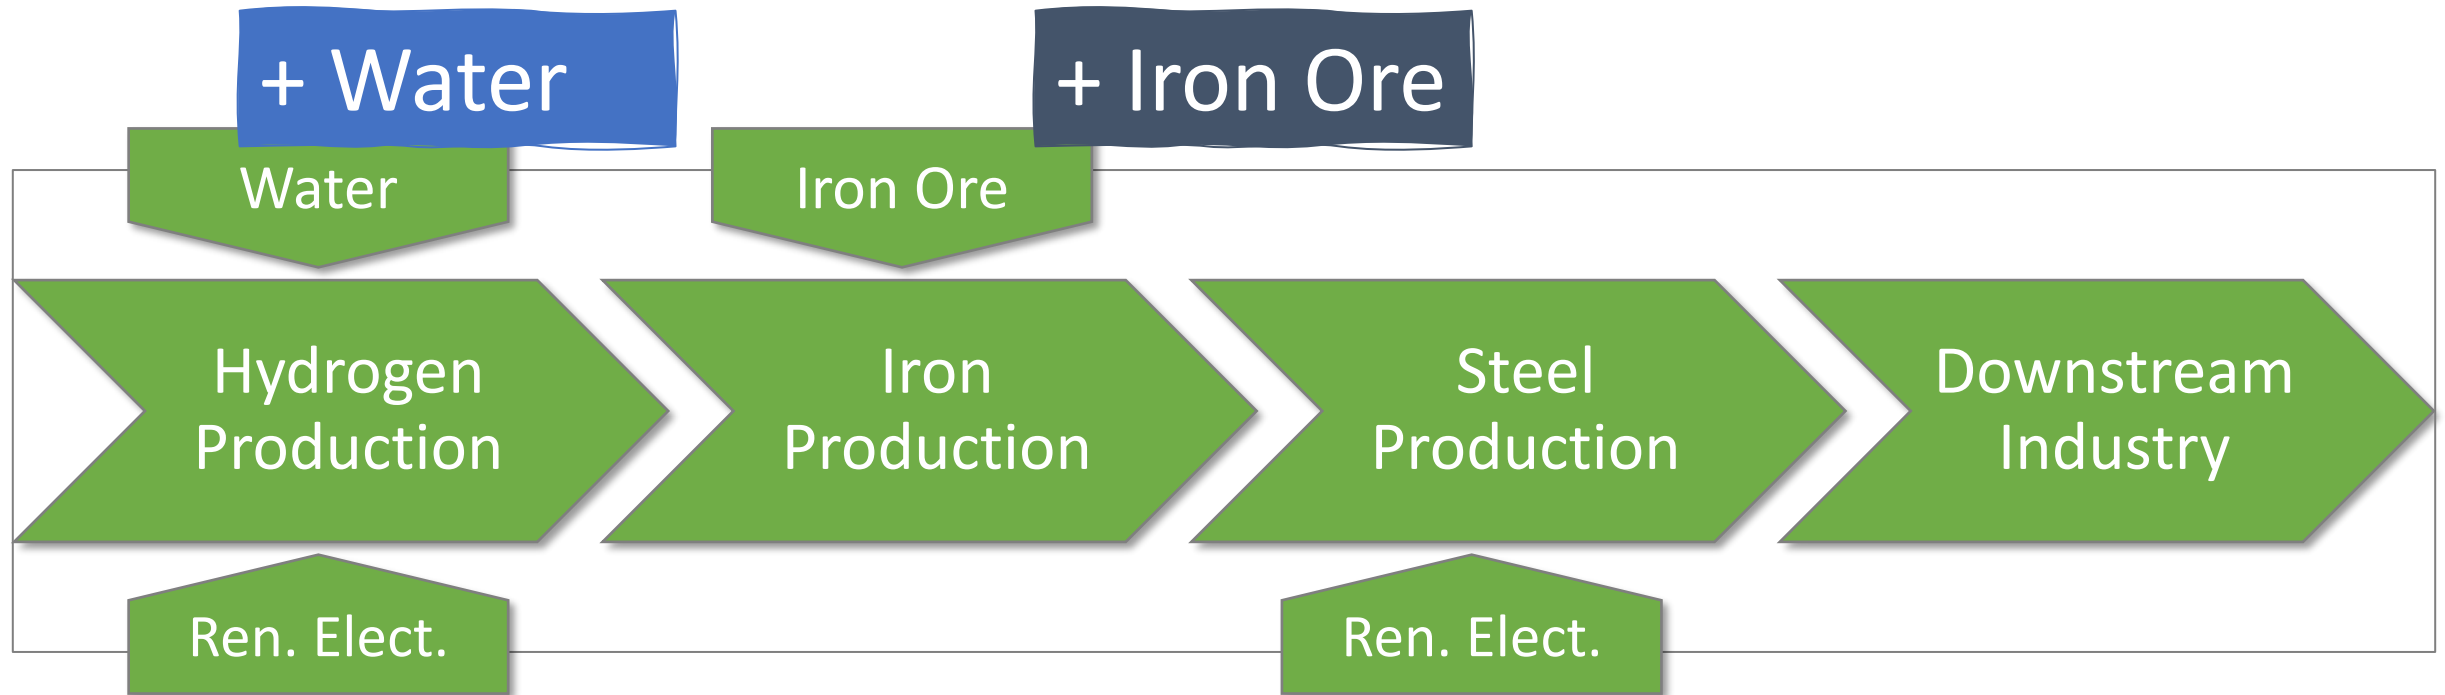 + Water
+ Iron Ore
Water
Iron Ore
Hydrogen
Production
Iron
Production
Steel
Production
Downstream
Industry
Ren. Elect.
Ren. Elect.